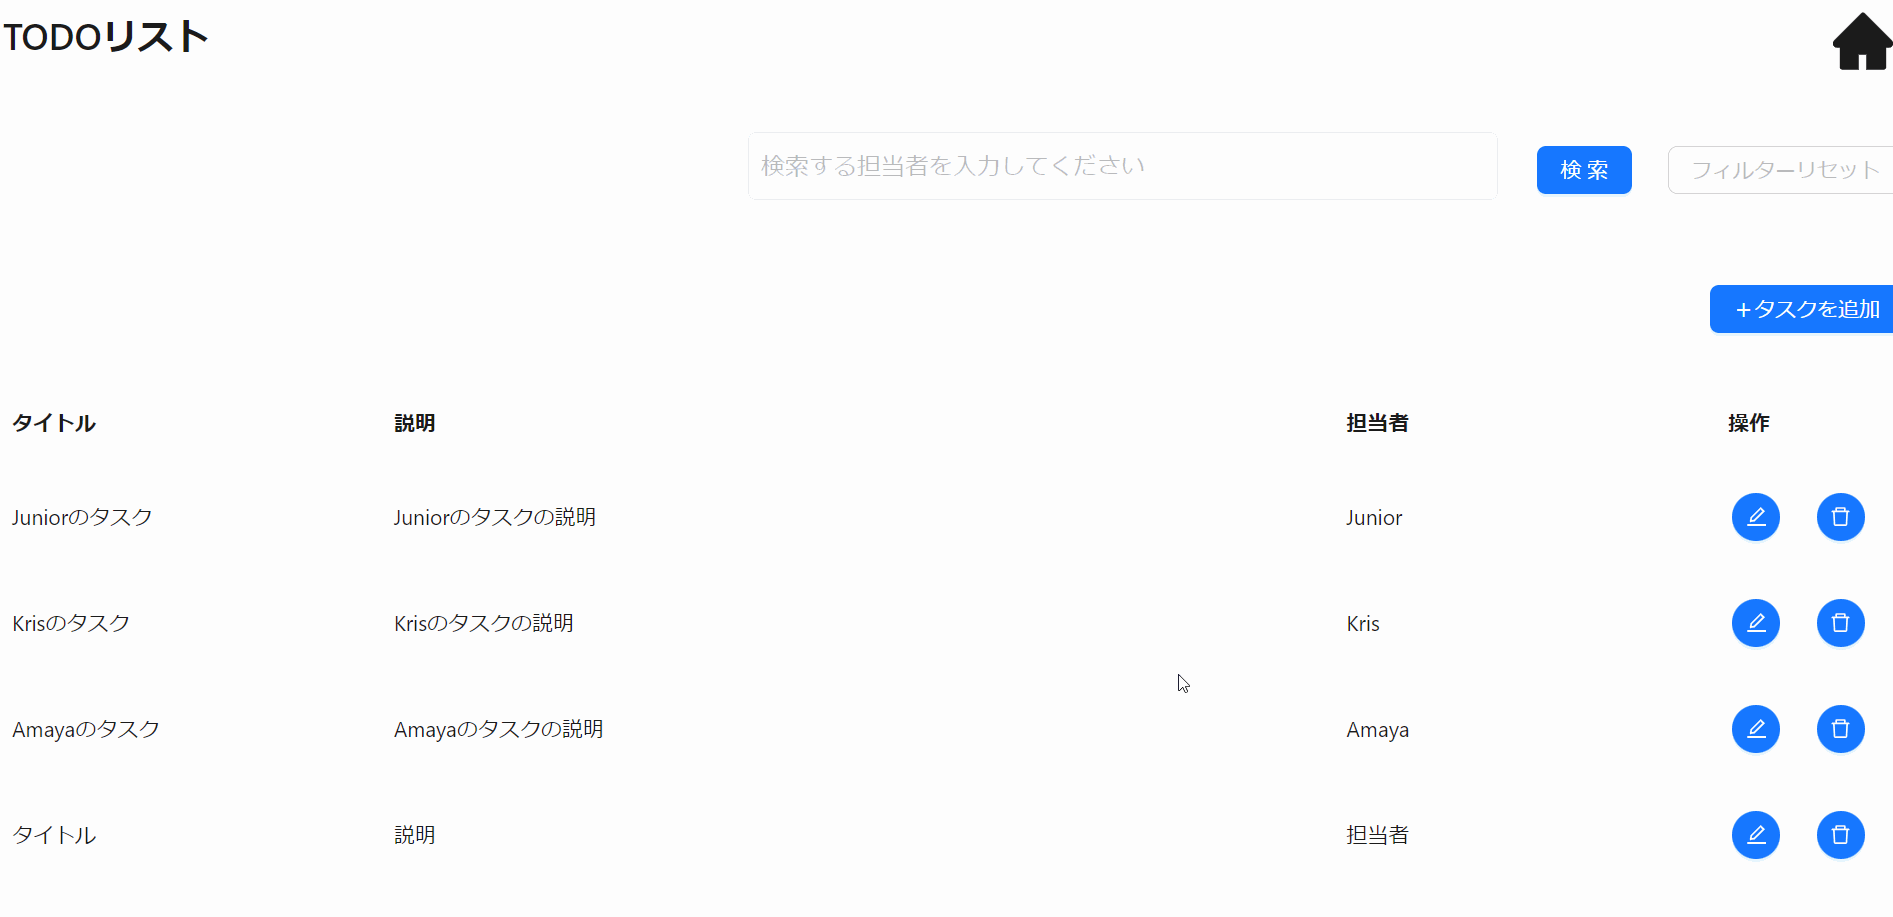 TODOリスト
検索する担当者を入力してください
検 索
フィルターリセット
+タスクを追加
タイトル 説明 担当者 操作
Juniorのタスク Juniorのタスクの説明 Junior
Krisのタスク Krisのタスクの説明 Kris
Amayaのタスク Amayaのタスクの説明 Amaya
タイトル 説明 担当者